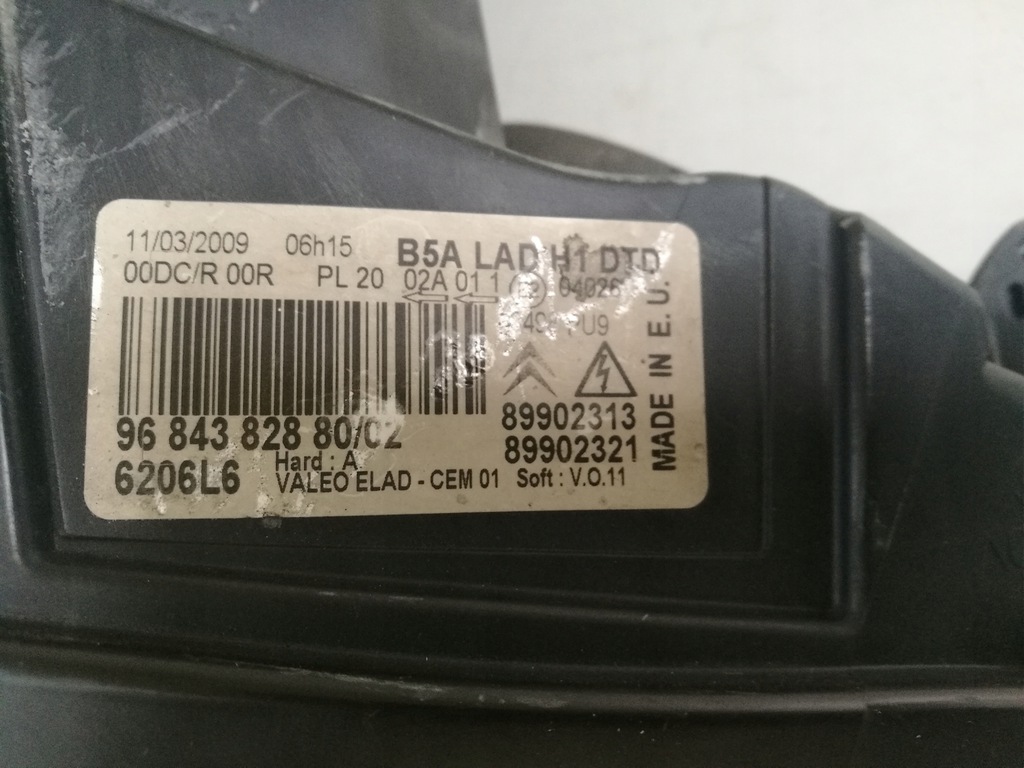 11/03/2009 06h15 B5A LAD H1 DTD
00DC/R 00R PL 20 02A 01 1
PU9
96 843 828 80/02 89902313
6206L6 Hard : A 89902321
VALEO ELAD - CEM 01 Soft : V.O.11
MADE IN E. U.